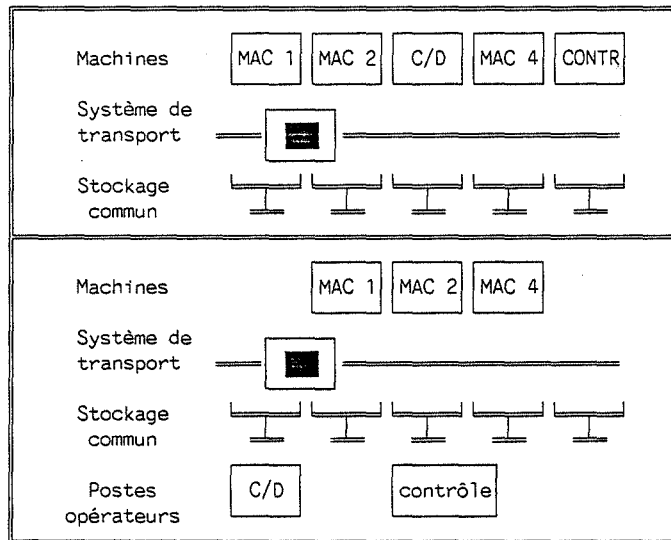 Machines MAC 1 MAC 2 C/D MAC 4 CONTR
Système de
transport
Stockage
commun
Machines MAC 1 MAC 2 MAC 4
Système de
transport
Stockage
commun
Postes C/D contrôle
opérateurs